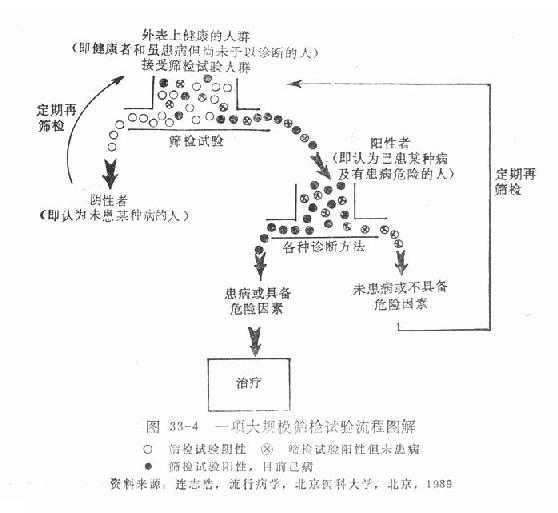 外表上健康的人群
(即健康者和虽患病但尚未予以诊断的人)
接受筛检试验人群
定期再
筛检
筛检试验
阴性者
(即认为未患某种病的人)
阳性者
(即认为已患某种病
及有患病危险的人)
定期再
筛检
各种诊断方法
患病或具备
危险因素
未患病或不具备
危险因素
治疗
图 33-4 一项大规模筛检试验流程图解
筛检试验阴性 筛检试验阳性但未患病
筛检试验阳性，目前已病
资料来源，连志浩，流行病学，北京医科大学，北京，1989